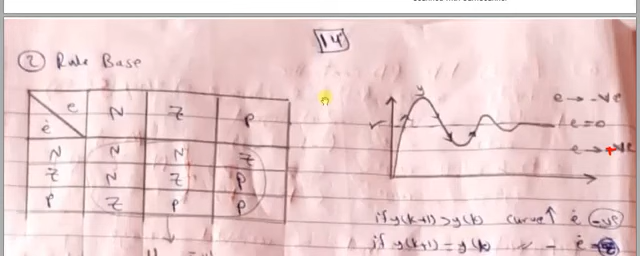 14
② Rule Base
e N Z P
ė
N N N Z
Z N Z P
P Z P P
y
r
e → -ve
e=0
e → +ve
if y(k+1)>y(k) curve↑ ė -ve
if y(k+1)=y(k) " - ė = Z